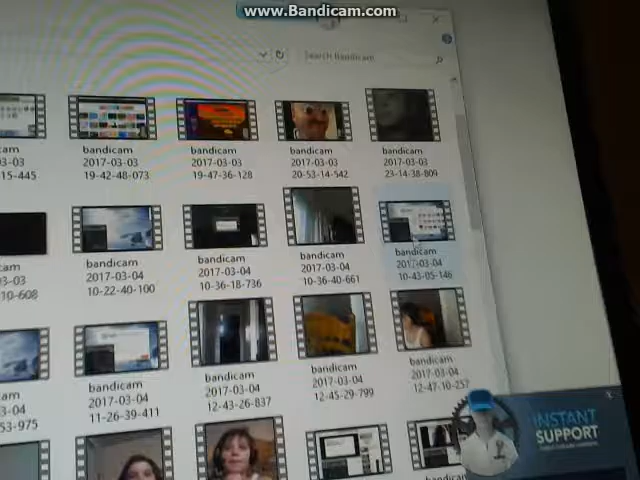 www.Bandicam.com
Search bandicam
cam
03-03
15-445
bandicam
2017-03-03
19-42-48-073
bandicam
2017-03-03
19-47-36-128
bandicam
2017-03-03
20-53-14-542
bandicam
2017-03-03
23-14-38-809
cam
03-03
10-608
bandicam
2017-03-04
10-22-40-100
bandicam
2017-03-04
10-36-18-736
bandicam
2017-03-04
10-36-40-661
bandicam
2017-03-04
10-43-05-146
cam
03-04
53-975
bandicam
2017-03-04
11-26-39-411
bandicam
2017-03-04
12-43-26-837
bandicam
2017-03-04
12-45-29-799
bandicam
2017-03-04
12-47-10-257
bandicam
INSTANT
SUPPORT